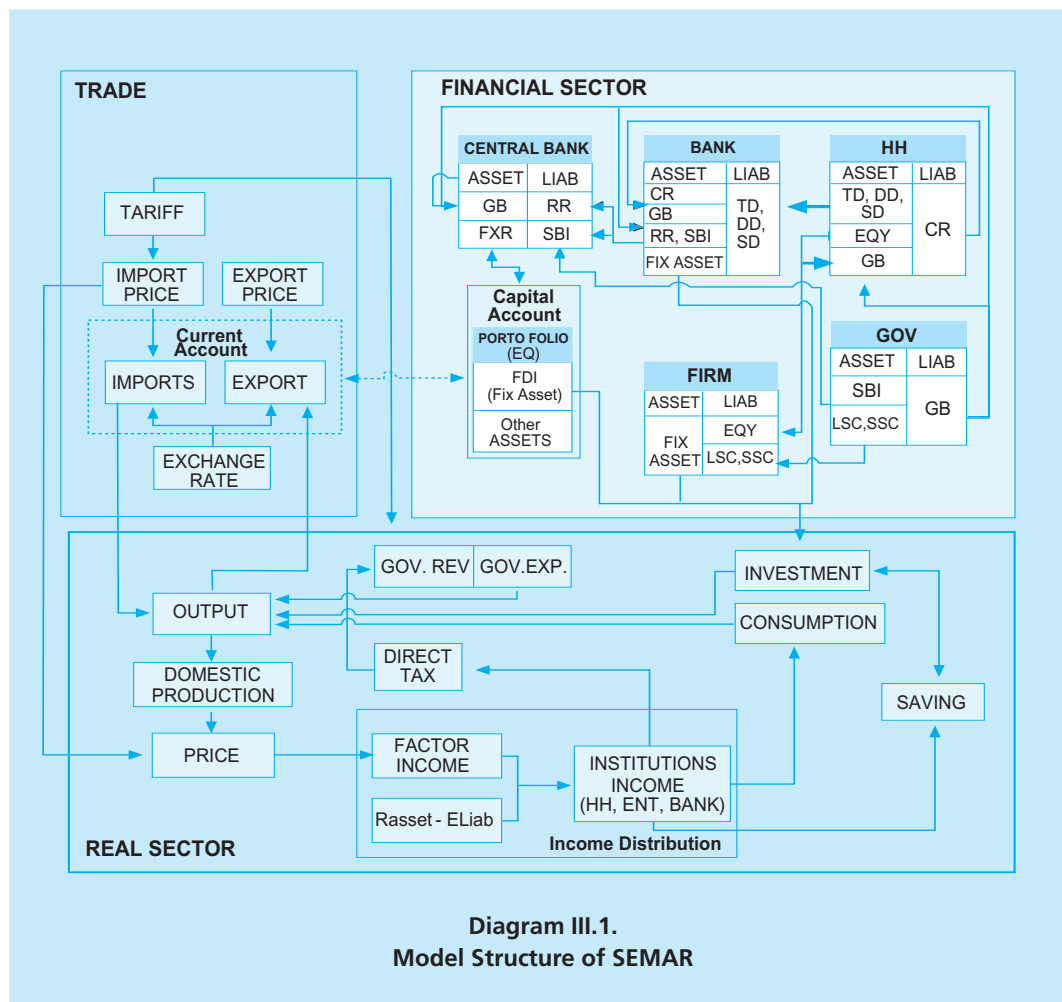 TRADE
TARIFF
IMPORT
PRICE
EXPORT
PRICE
Current
Account
IMPORTS
EXPORT
EXCHANGE
RATE
FINANCIAL SECTOR
CENTRAL BANK
ASSET LIAB
GB RR
FXR SBI
BANK
ASSET LIAB
CR
GB
RR, SBI
FIX ASSET
TD,
DD,
SD
HH
ASSET LIAB
TD, DD,
SD
EQY
GB
CR
Capital
Account
PORTO FOLIO
(EQ)
FDI
(Fix Asset)
Other
ASSETS
FIRM
ASSET LIAB
FIX
ASSET
EQY
LSC,SSC
GOV
ASSET LIAB
SBI
LSC,SSC
GB
GOV. REV GOV.EXP.
INVESTMENT
OUTPUT
CONSUMPTION
DIRECT
TAX
DOMESTIC
PRODUCTION
SAVING
PRICE
FACTOR
INCOME
INSTITUTIONS
INCOME
(HH, ENT, BANK)
Rasset - ELiab
Income Distribution
REAL SECTOR
Diagram III.1.
Model Structure of SEMAR